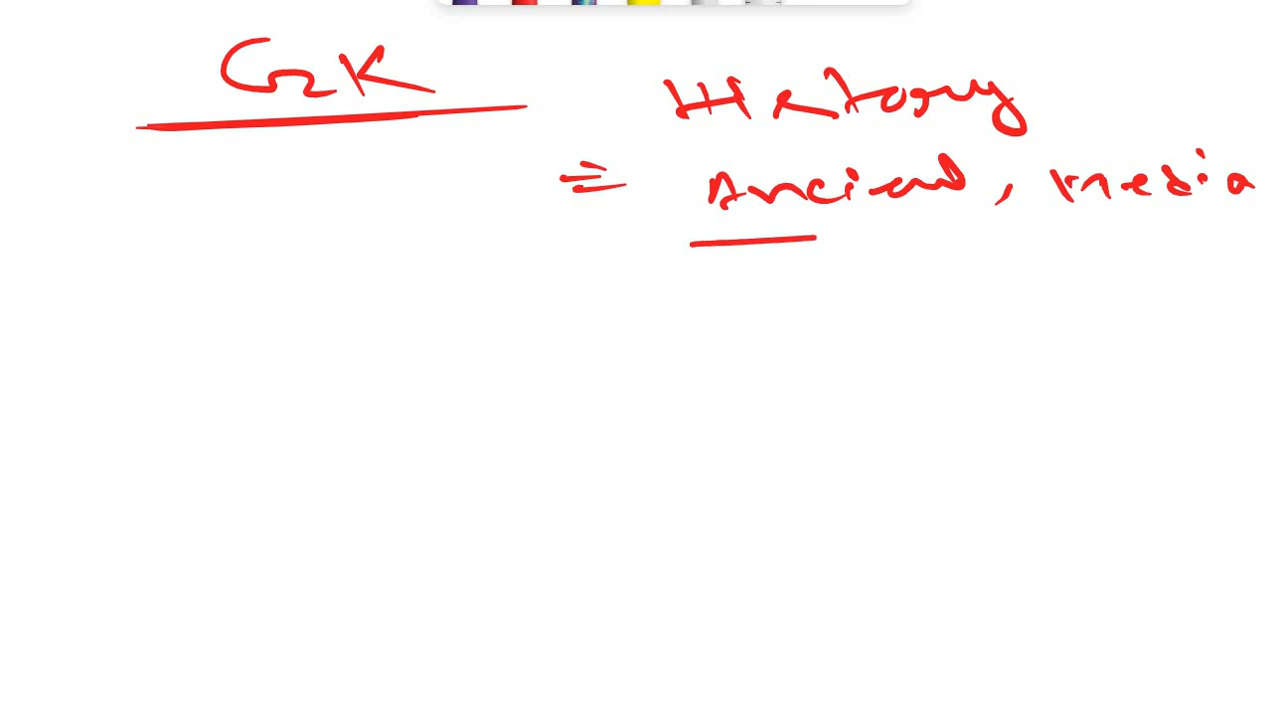 GK
History
= Ancient, media